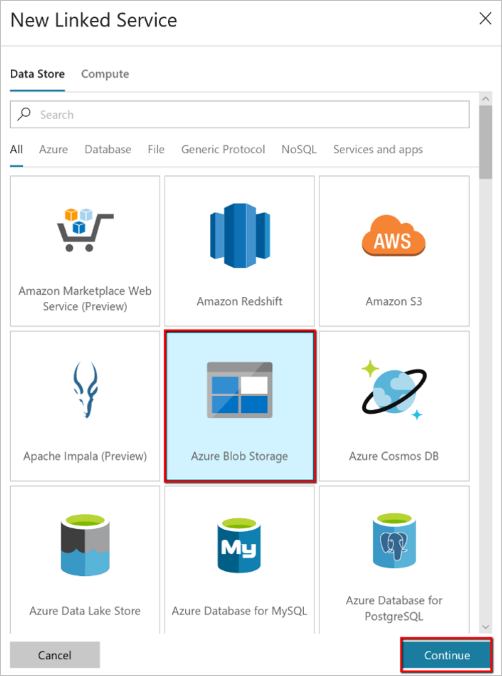 New Linked Service
Data Store Compute
Search
All Azure Database File Generic Protocol NoSQL Services and apps
Amazon Marketplace Web
Service (Preview)
Amazon Redshift
AWS
Amazon S3
Apache Impala (Preview)
Azure Blob Storage
Azure Cosmos DB
Azure Data Lake Store
My
Azure Database for MySQL
Azure Database for
PostgreSQL
Cancel
Continue